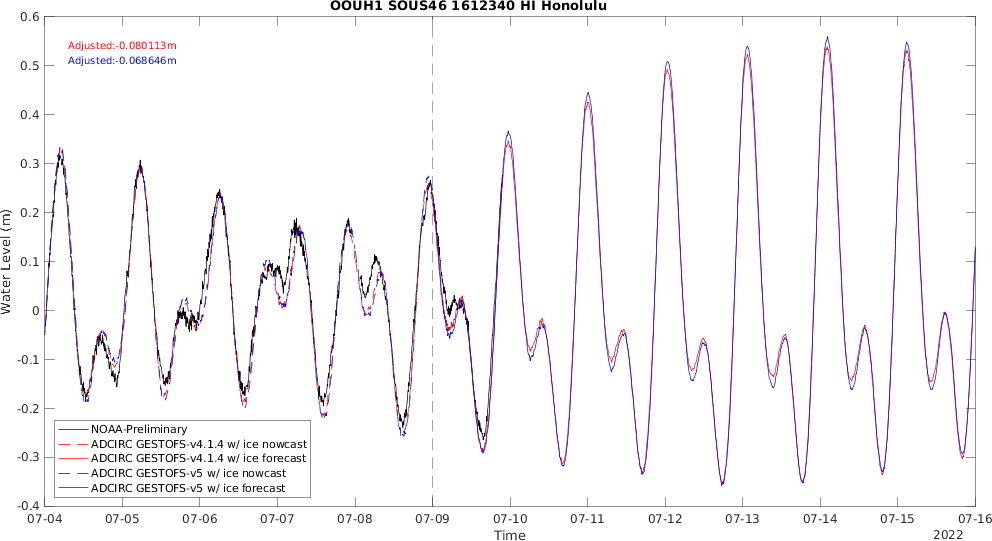 OOUH1 SOUS46 1612340 HI Honolulu
Adjusted:-0.080113m
Adjusted:-0.068646m
0.6
0.5
0.4
0.3
0.2
0.1
0
-0.1
-0.2
-0.3
-0.4
Water Level (m)
NOAA-Preliminary
ADCIRC GESTOFS-v4.1.4 w/ ice nowcast
ADCIRC GESTOFS-v4.1.4 w/ ice forecast
ADCIRC GESTOFS-v5 w/ ice nowcast
ADCIRC GESTOFS-v5 w/ ice forecast
07-04 07-05 07-06 07-07 07-08 07-09 07-10 07-11 07-12 07-13 07-14 07-15 07-16
Time
2022